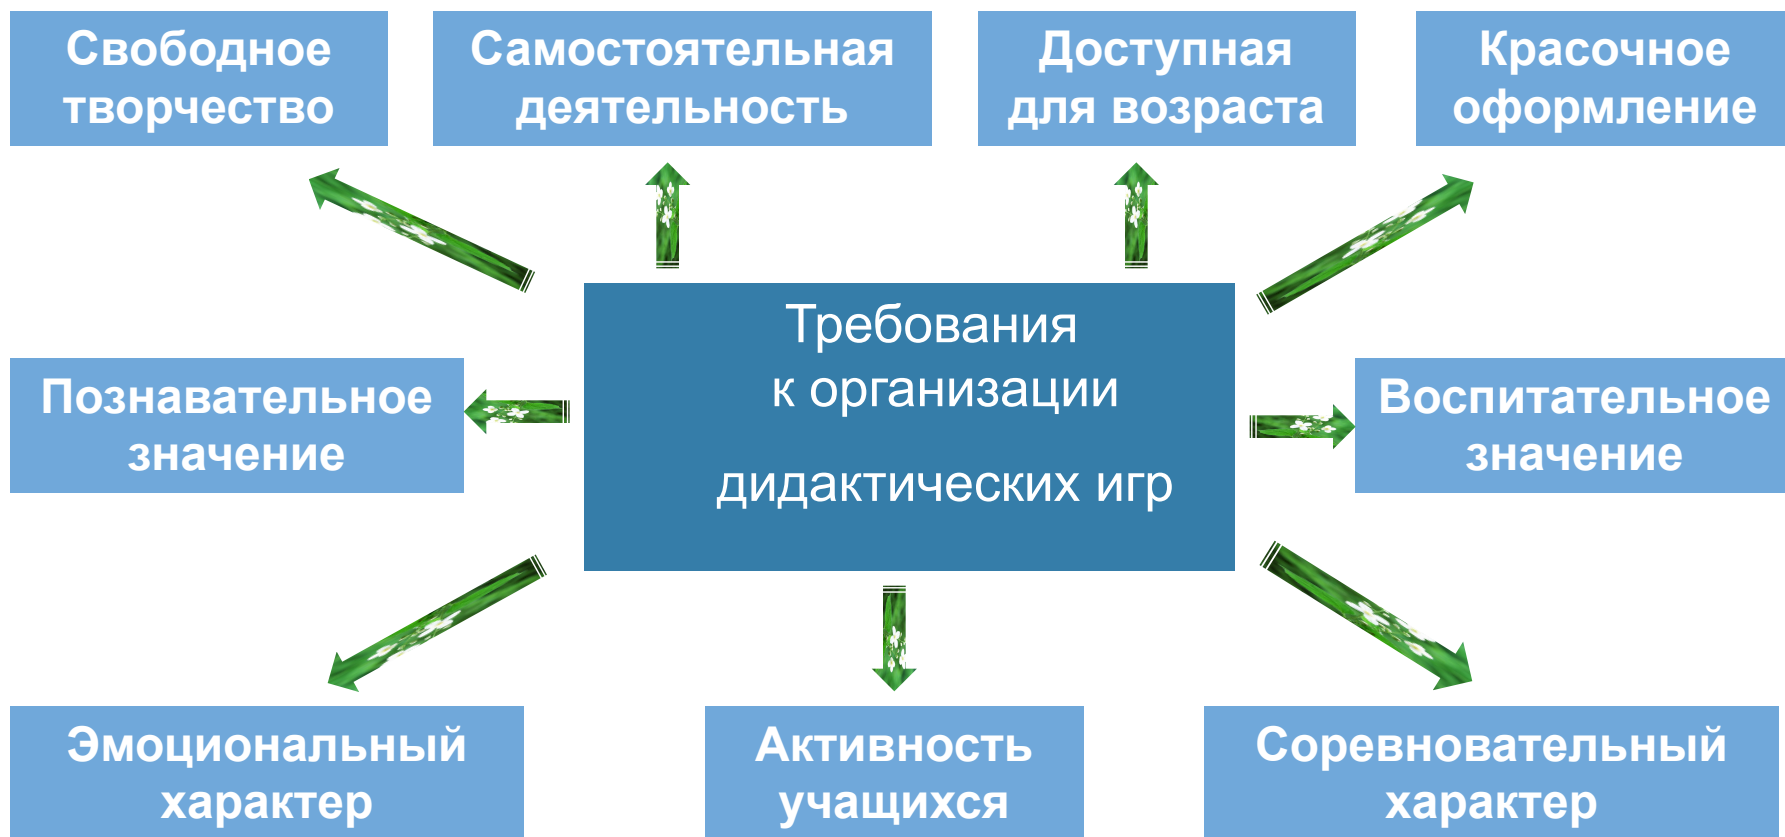 Свободное
творчество
Самостоятельная
деятельность
Доступная
для возраста
Красочное
оформление
Требования
к организации
дидактических игр
Познавательное
значение
Воспитательное
значение
Эмоциональный
характер
Активность
учащихся
Соревновательный
характер